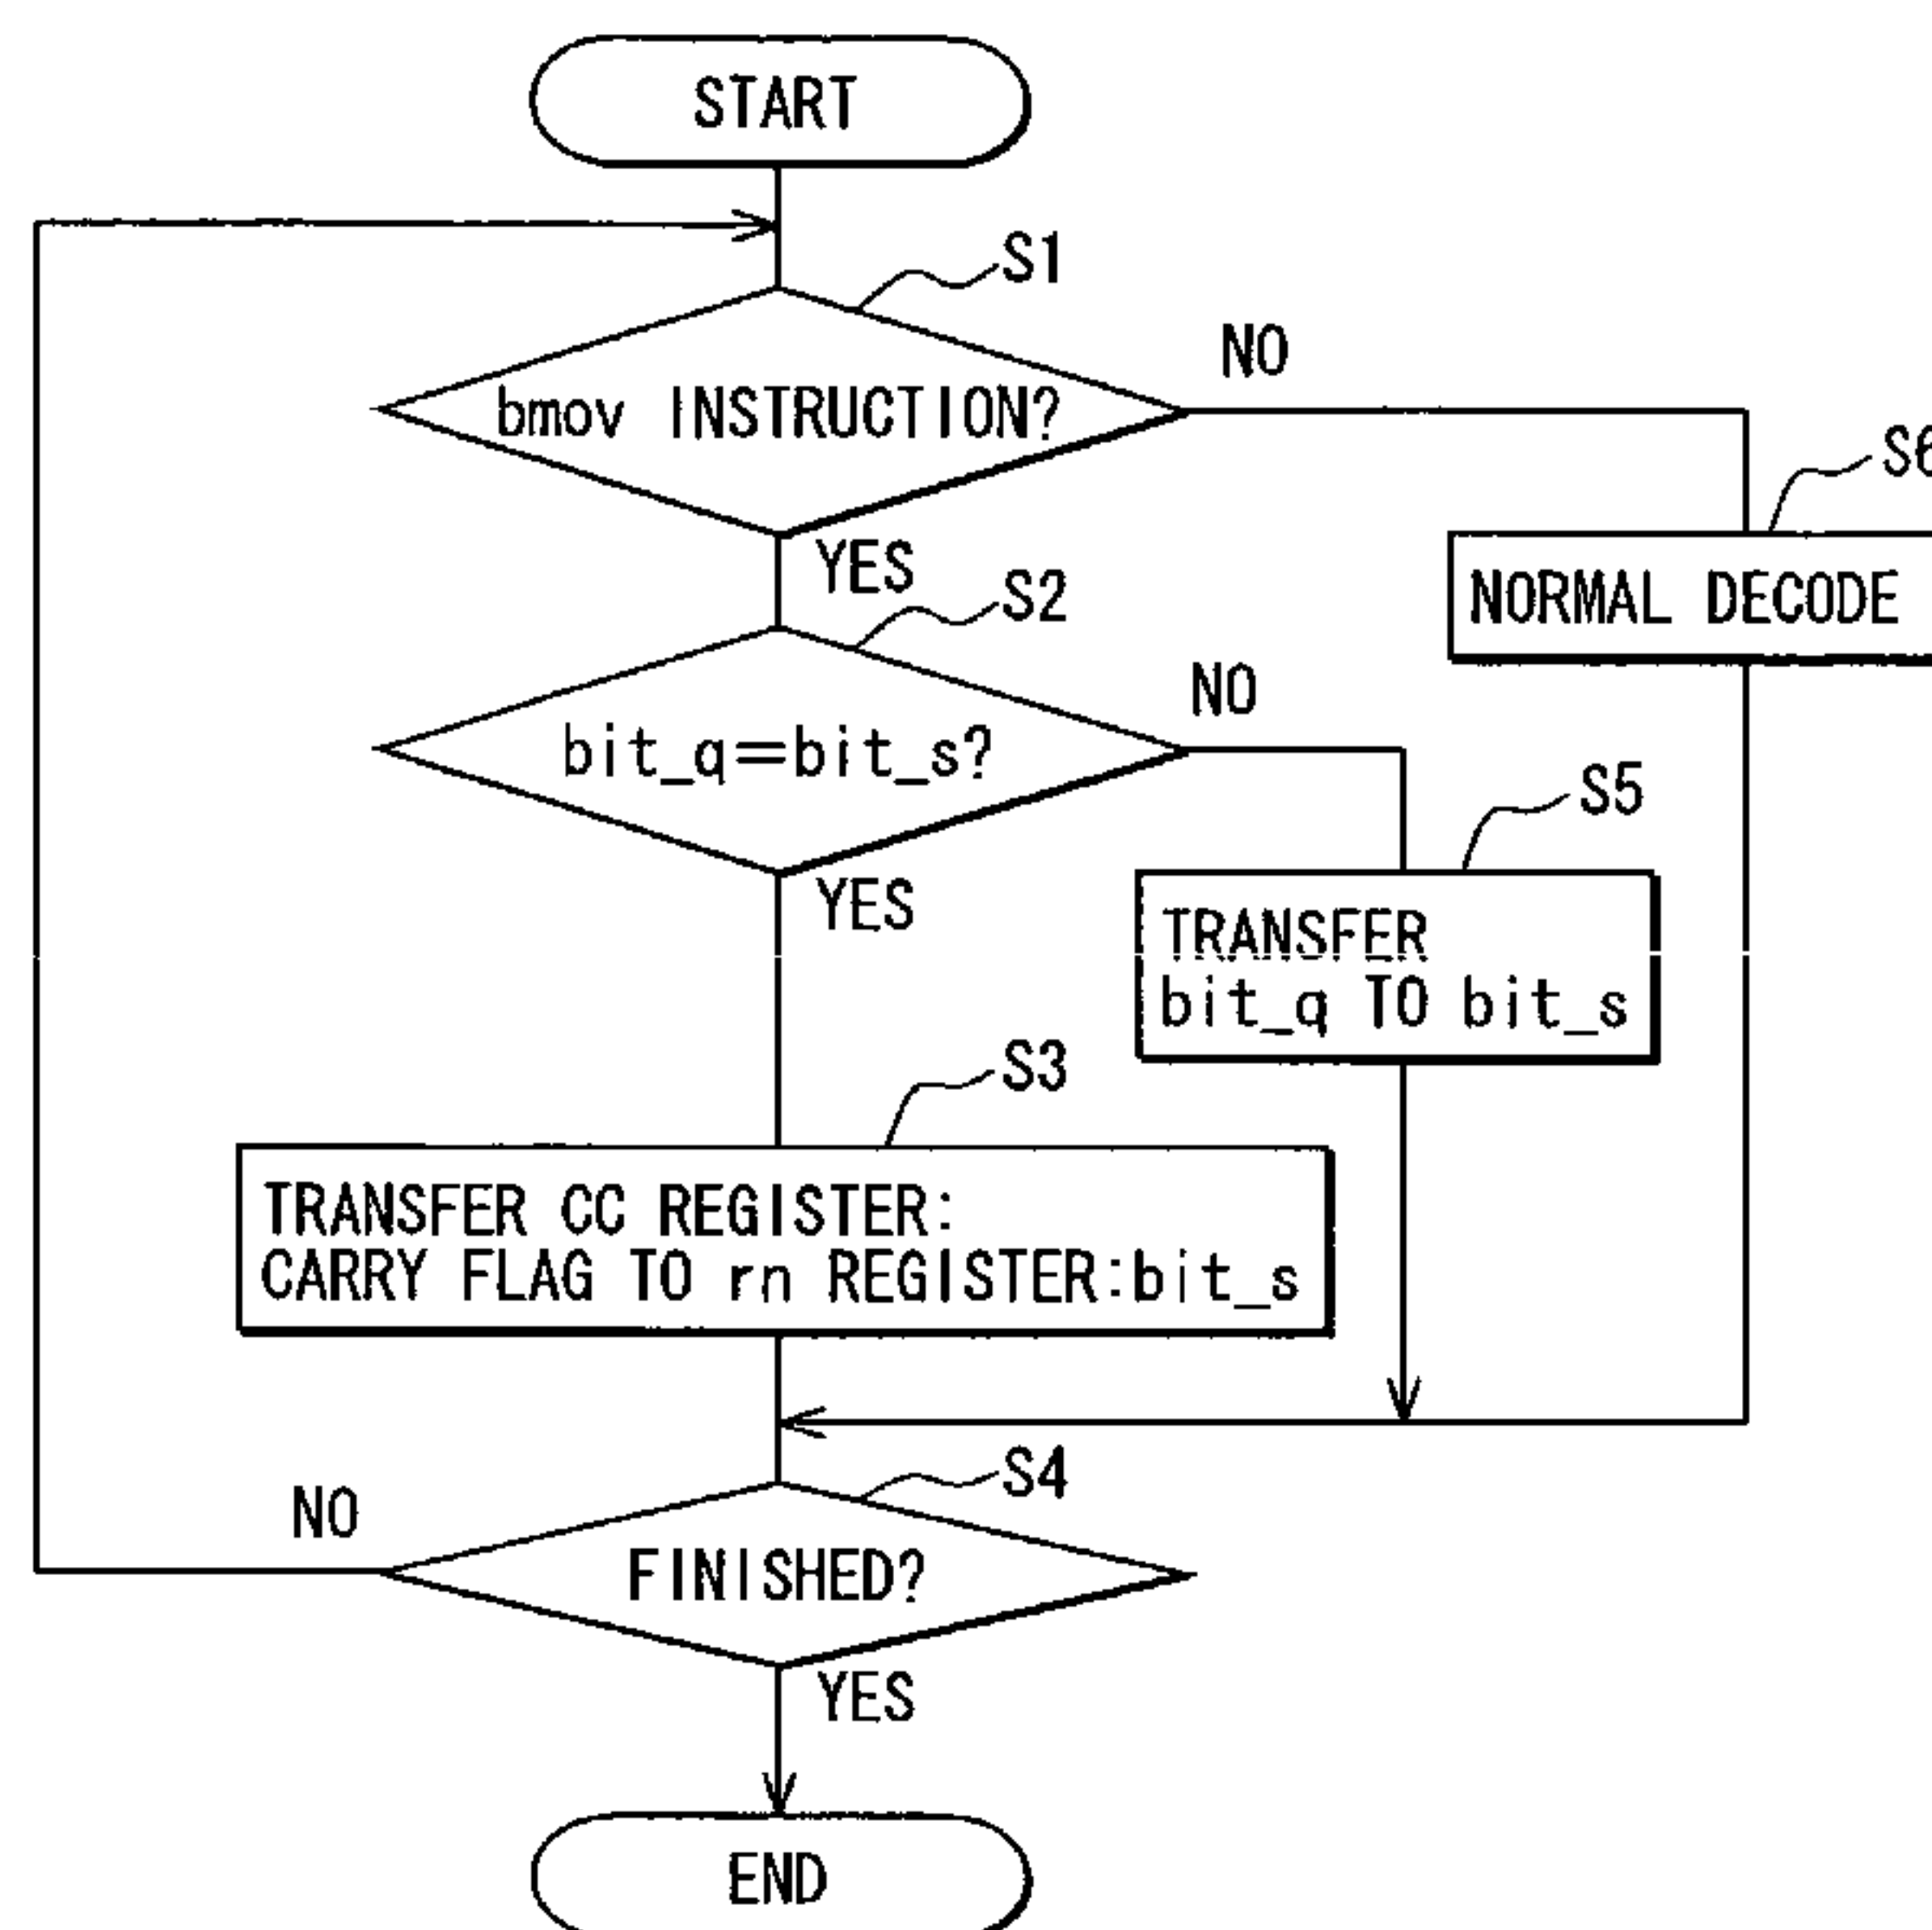 START
S1
NO
bmov INSTRUCTION?
S6
YES
NORMAL DECODE
S2
NO
bit_q=bit_s?
S5
YES
TRANSFER
bit_q TO bit_s
S3
TRANSFER CC REGISTER:
CARRY FLAG TO rn REGISTER:bit_s
S4
NO
FINISHED?
YES
END